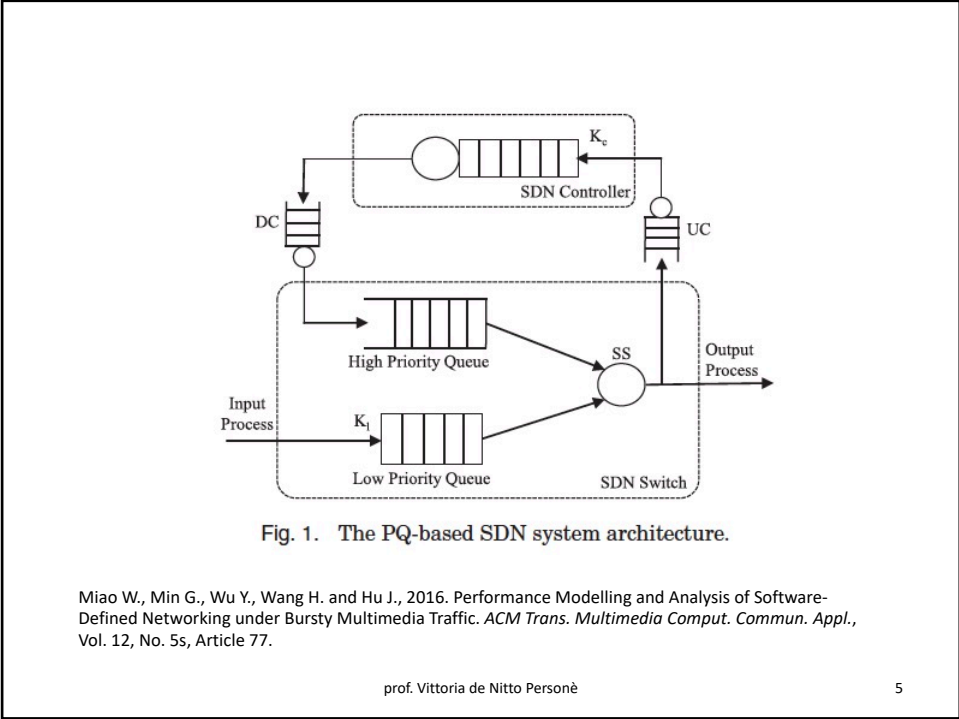 K_c
SDN Controller
DC
UC
High Priority Queue
SS
Output
Process
Input
Process
K_l
Low Priority Queue
SDN Switch
Fig. 1. The PQ-based SDN system architecture.
Miao W., Min G., Wu Y., Wang H. and Hu J., 2016. Performance Modelling and Analysis of Software-
Defined Networking under Bursty Multimedia Traffic. ACM Trans. Multimedia Comput. Commun. Appl.,
Vol. 12, No. 5s, Article 77.
prof. Vittoria de Nitto Personè
5